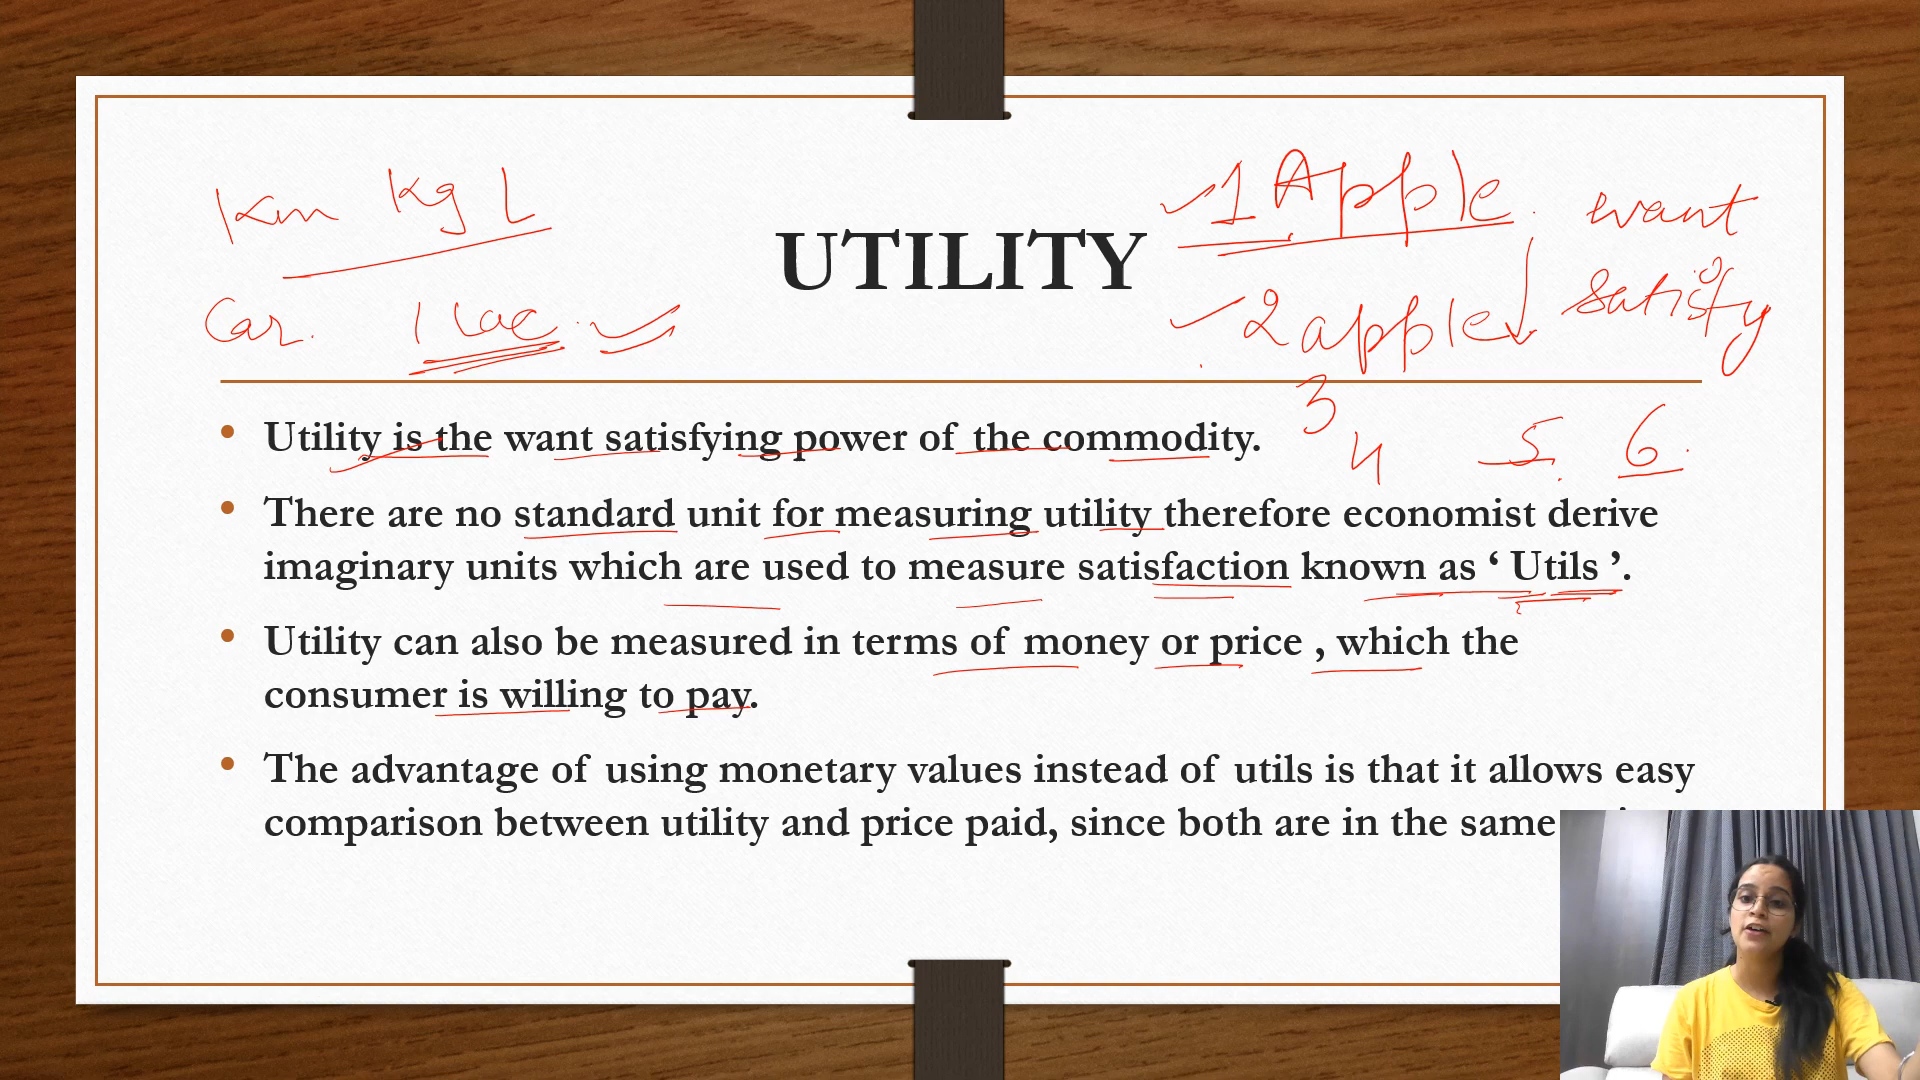 Km Kg L
1 Apple. want
UTILITY
Car. 1 lac.
2 apple satisfy
3
4 5. 6.
• Utility is the want satisfying power of the commodity.
• There are no standard unit for measuring utility therefore economist derive
imaginary units which are used to measure satisfaction known as ‘ Utils ’.
• Utility can also be measured in terms of money or price , which the
consumer is willing to pay.
• The advantage of using monetary values instead of utils is that it allows easy
comparison between utility and price paid, since both are in the same